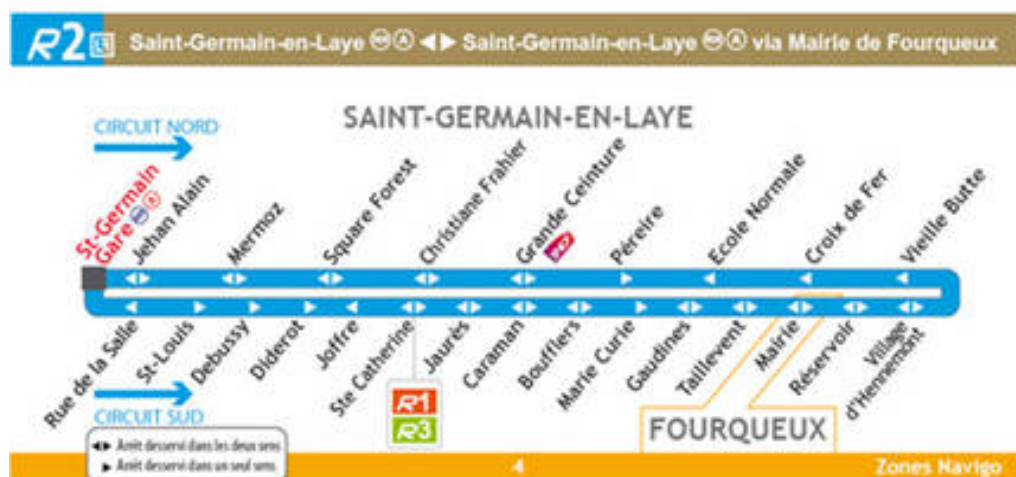 R2 Saint-Germain-en-Laye RER A ◄► Saint-Germain-en-Laye RER A via Mairie de Fourqueux
CIRCUIT NORD
SAINT-GERMAIN-EN-LAYE
St-Germain
Gare RER A
Jehan Alain
Mermoz
Square Forest
Christiane Frahier
Grande Ceinture
Péreire
Ecole Normale
Croix de Fer
Vieille Butte
Rue de la Salle
St-Louis
Debussy
Diderot
Joffre
Ste Catherine
Jaurès
Caraman
Boufflers
Marie Curie
Gaudines
Taillevent
Mairie
Réservoir
Village
d'Hennemont
CIRCUIT SUD
R1
R3
FOURQUEUX
◄► Arrêt desservi dans les deux sens
► Arrêt desservi dans un seul sens
4
Zones Navigo